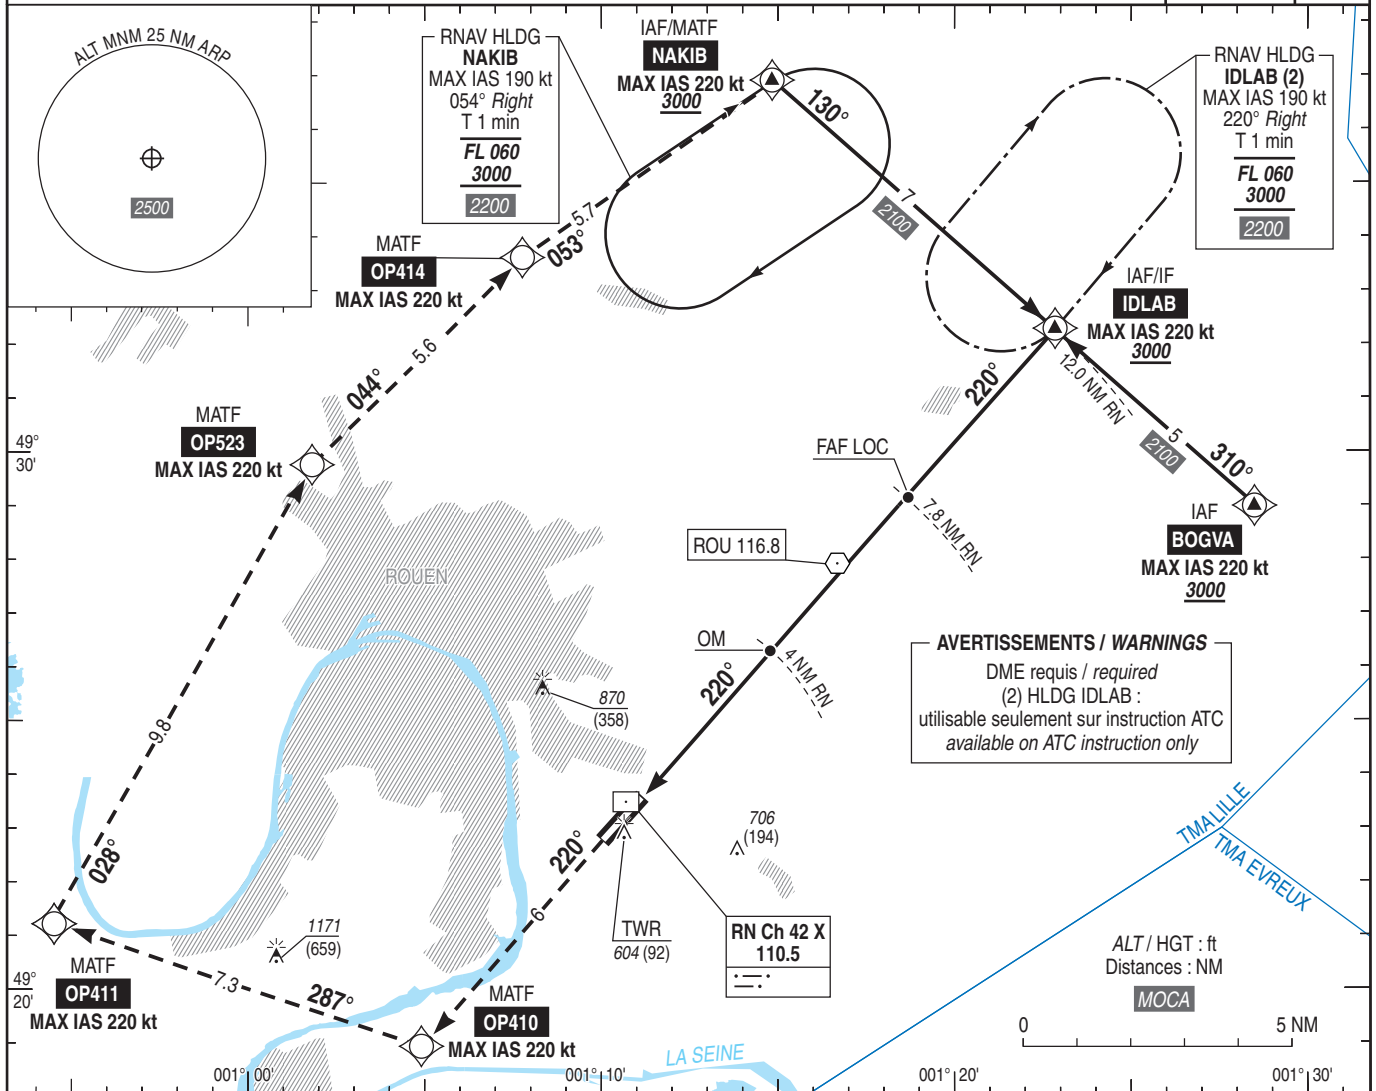 ALT MNM 25 NM ARP
2500
RNAV HLDG
NAKIB
MAX IAS 190 kt
054° Right
T 1 min
FL 060
3000
2200
IAF/MATF
NAKIB
MAX IAS 220 kt
3000
130°
7
2100
RNAV HLDG
IDLAB (2)
MAX IAS 190 kt
220° Right
T 1 min
FL 060
3000
2200
MATF
OP414
MAX IAS 220 kt
053°
5.7
IAF/IF
IDLAB
MAX IAS 220 kt
3000
12.0 NM RN
220°
5
2100
310°
IAF
BOGVA
MAX IAS 220 kt
3000
044°
5.6
MATF
OP523
MAX IAS 220 kt
49°
30'
FAF LOC
7.8 NM RN
ROU 116.8
ROUEN
OM
4 NM RN
220°
870
(358)
AVERTISSEMENTS / WARNINGS
DME requis / required
(2) HLDG IDLAB :
utilisable seulement sur instruction ATC
available on ATC instruction only
9.8
028°
706
(194)
TMA LILLE
TMA EVREUX
220°
6
TWR
604 (92)
RN Ch 42 X
110.5
1171
(659)
MATF
OP411
MAX IAS 220 kt
7.3
287°
MATF
OP410
MAX IAS 220 kt
49°
20'
ALT / HGT : ft
Distances : NM
MOCA
0
5 NM
LA SEINE
001° 00'
001° 10'
001° 20'
001° 30'